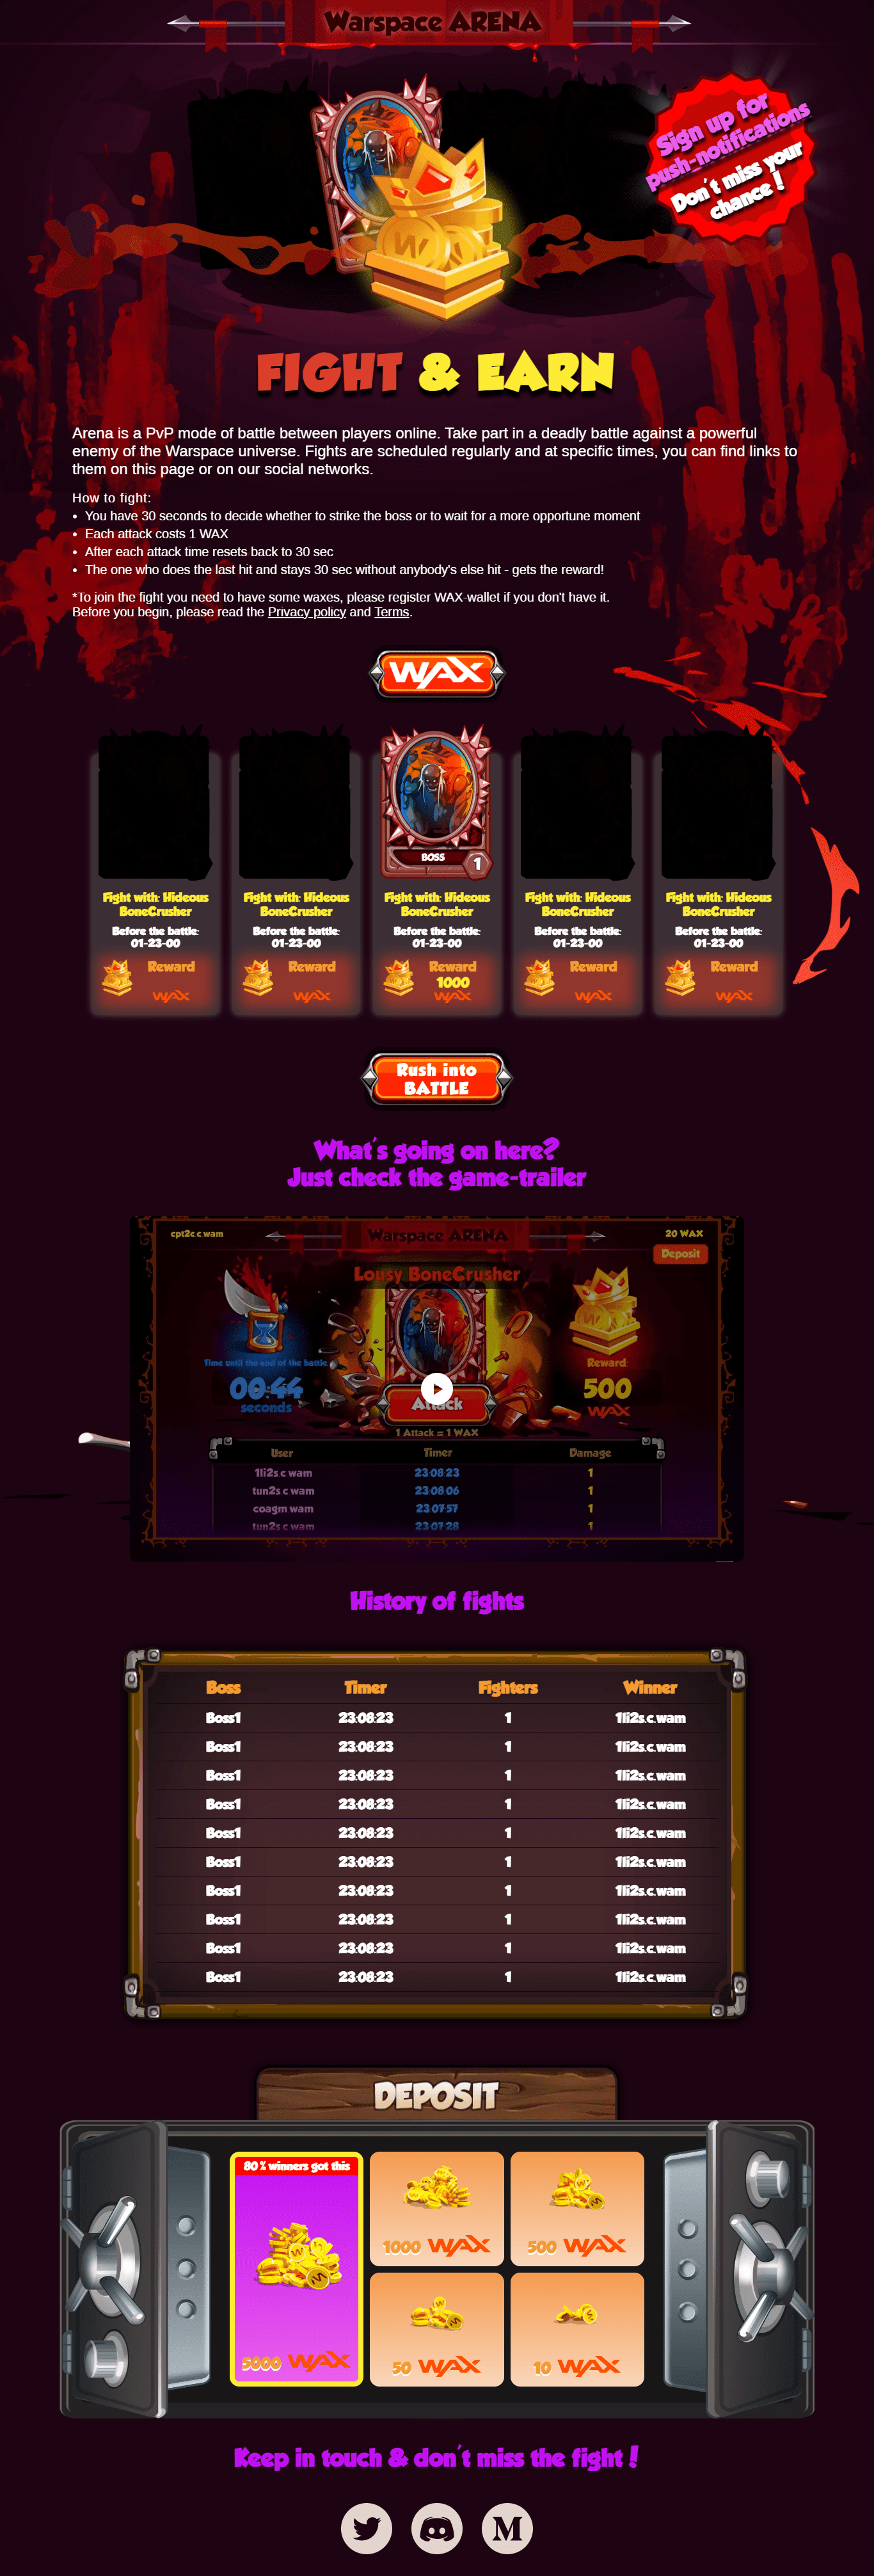 Warspace ARENA
Sign up for
push-notifications
Don't miss your
chance!
FIGHT & EARN
Arena is a PvP mode of battle between players online. Take part in a deadly battle against a powerful
enemy of the Warspace universe. Fights are scheduled regularly and at specific times, you can find links to
them on this page or on our social networks.
How to fight:
• You have 30 seconds to decide whether to strike the boss or to wait for a more opportune moment
• Each attack costs 1 WAX
• After each attack time resets back to 30 sec
• The one who does the last hit and stays 30 sec without anybody's else hit - gets the reward!
*To join the fight you need to have some waxes, please register WAX-wallet if you don't have it.
Before you begin, please read the Privacy policy and Terms.
WAX
BOSS
1
Fight with: Hideous BoneCrusher
Before the battle:
01-23-00
Reward
WAX
Fight with: Hideous BoneCrusher
Before the battle:
01-23-00
Reward
WAX
Fight with: Hideous BoneCrusher
Before the battle:
01-23-00
Reward
1000
WAX
Fight with: Hideous BoneCrusher
Before the battle:
01-23-00
Reward
WAX
Fight with: Hideous BoneCrusher
Before the battle:
01-23-00
Reward
WAX
Rush into
BATTLE
What's going on here?
Just check the game-trailer
cpt2c c wam
Warspace ARENA
20 WAX
Deposit
Lousy BoneCrusher
Time until the end of the battle
00:44
seconds
Attack
1 Attack = 1 WAX
Reward:
500
WAX
User Timer Damage
1li2s c wam 23:08:23 1
tun2s c wam 23:08:06 1
coagm wam 23:07:57 1
tun2s c wam 23:07:28 1
History of fights
Boss Timer Fighters Winner
Boss1 23:08:23 1 1li2s.c.wam
Boss1 23:08:23 1 1li2s.c.wam
Boss1 23:08:23 1 1li2s.c.wam
Boss1 23:08:23 1 1li2s.c.wam
Boss1 23:08:23 1 1li2s.c.wam
Boss1 23:08:23 1 1li2s.c.wam
Boss1 23:08:23 1 1li2s.c.wam
Boss1 23:08:23 1 1li2s.c.wam
Boss1 23:08:23 1 1li2s.c.wam
Boss1 23:08:23 1 1li2s.c.wam
DEPOSIT
80% winners got this
5000 WAX
1000 WAX
500 WAX
50 WAX
10 WAX
Keep in touch & don't miss the fight!